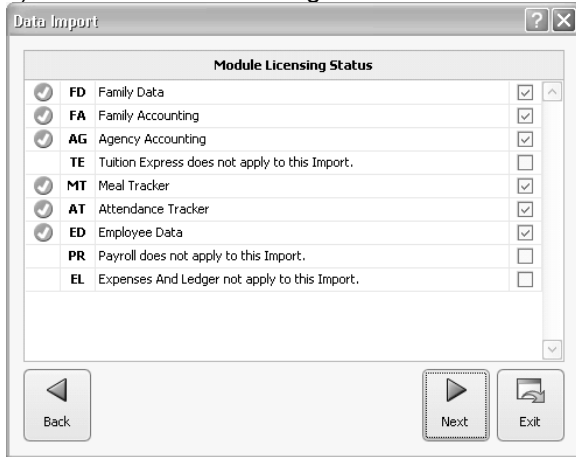 Data Import
Module Licensing Status
FD Family Data
FA Family Accounting
AG Agency Accounting
TE Tuition Express does not apply to this Import.
MT Meal Tracker
AT Attendance Tracker
ED Employee Data
PR Payroll does not apply to this Import.
EL Expenses And Ledger not apply to this Import.
Back Next Exit